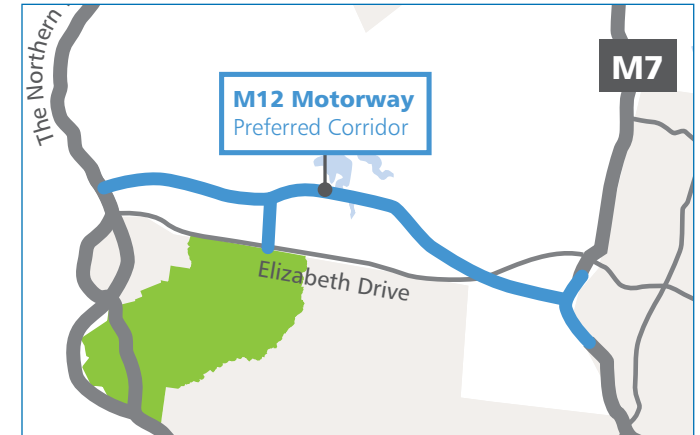 The Northern
M7
M12 Motorway
Preferred Corridor
Elizabeth Drive